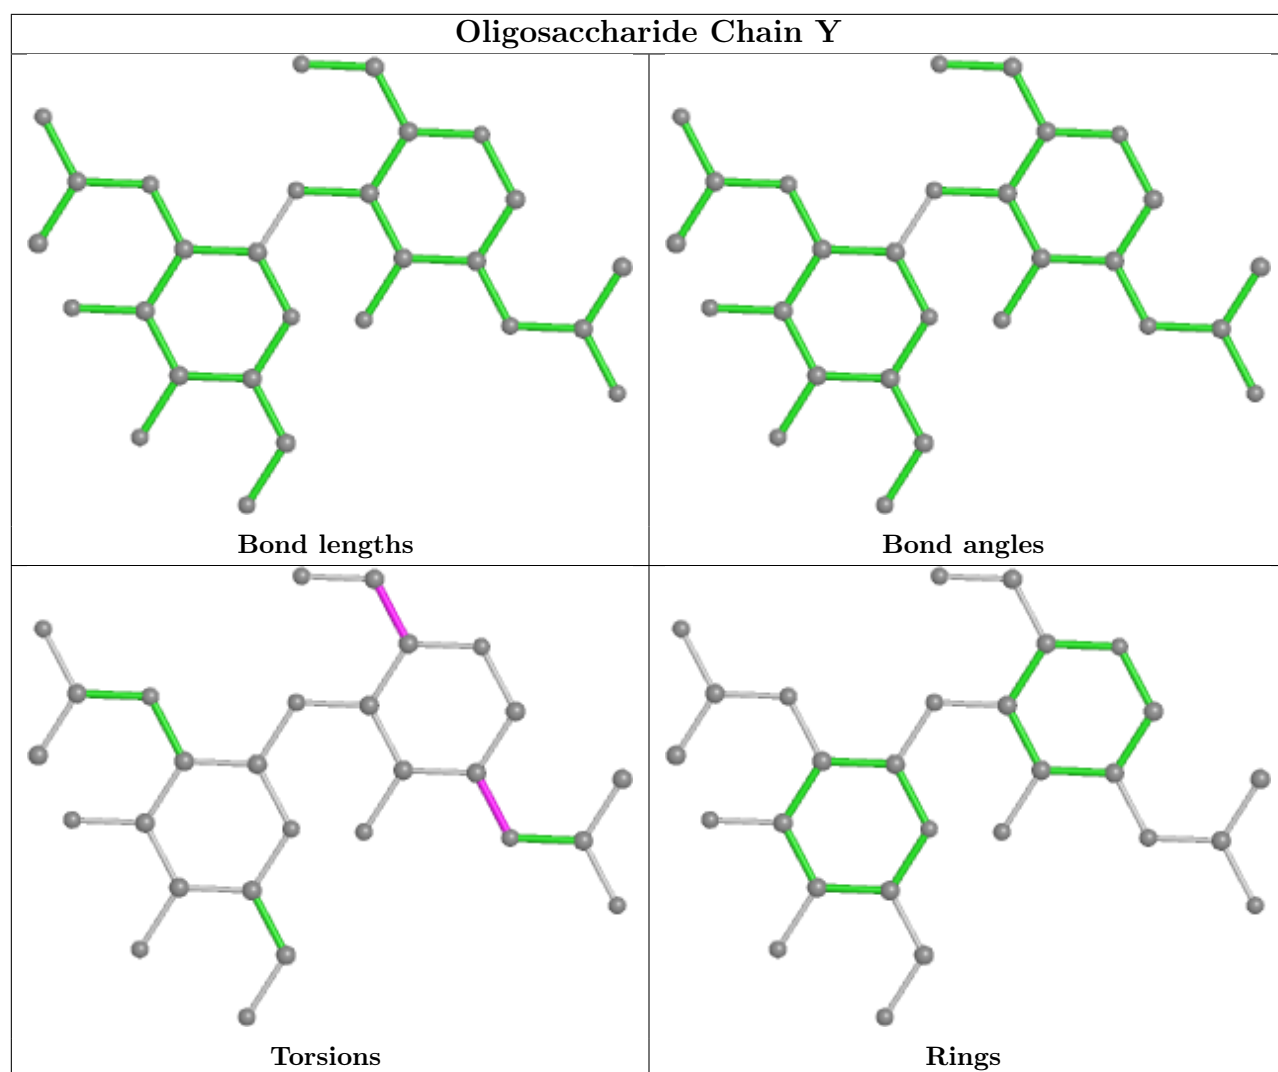 Oligosaccharide Chain Y
Bond lengths
Bond angles
Torsions
Rings